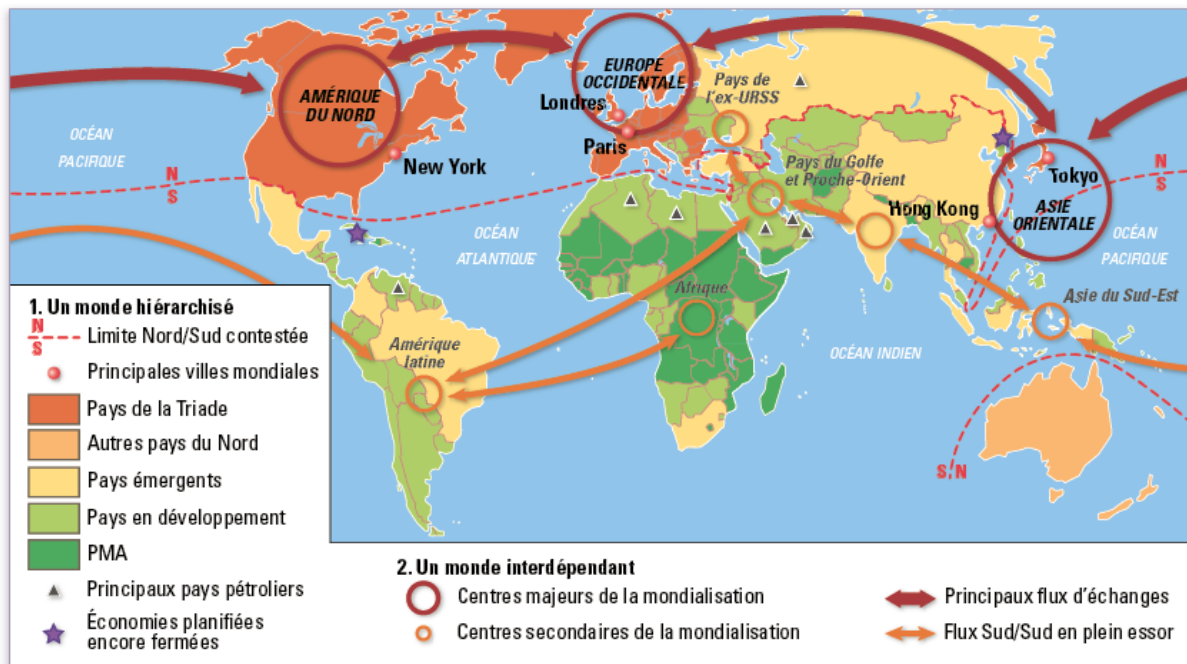 EUROPE
OCCIDENTALE
AMÉRIQUE
DU NORD
Londres
Paris
New York
Pays de
l'ex-URSS
OCÉAN
PACIFIQUE
N
S
Pays du Golfe
et Proche-Orient
Tokyo
N
S
Hong Kong
ASIE
ORIENTALE
OCÉAN
ATLANTIQUE
OCÉAN
PACIFIQUE
Afrique
Asie du Sud-Est
Amérique
latine
OCÉAN INDIEN
S
N
1. Un monde hiérarchisé
N
S
Limite Nord/Sud contestée
Principales villes mondiales
Pays de la Triade
Autres pays du Nord
Pays émergents
Pays en développement
PMA
Principaux pays pétroliers
Économies planifiées
encore fermées
2. Un monde interdépendant
Centres majeurs de la mondialisation
Centres secondaires de la mondialisation
Principaux flux d'échanges
Flux Sud/Sud en plein essor